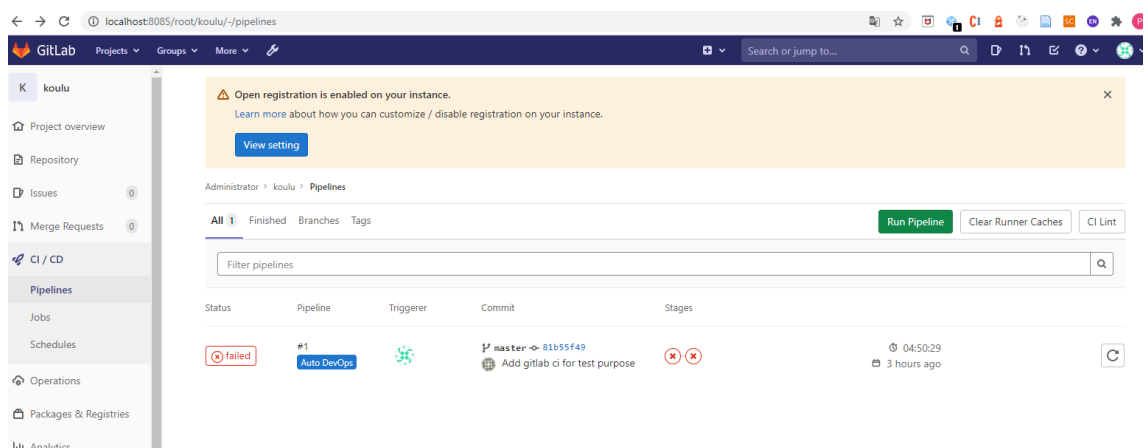 localhost:8085/root/koulu/-/pipelines
GitLab Projects Groups More Search or jump to...
K koulu
Project overview
Repository
Issues 0
Merge Requests 0
CI / CD
Pipelines
Jobs
Schedules
Operations
Packages & Registries
Analytics
Open registration is enabled on your instance.
Learn more about how you can customize / disable registration on your instance.
View setting
Administrator > koulu > Pipelines
All 1 Finished Branches Tags Run Pipeline Clear Runner Caches CI Lint
Filter pipelines
Status Pipeline Triggerer Commit Stages
failed #1 master 81b55f49 04:50:29
Auto DevOps Add gitlab ci for test purpose 3 hours ago